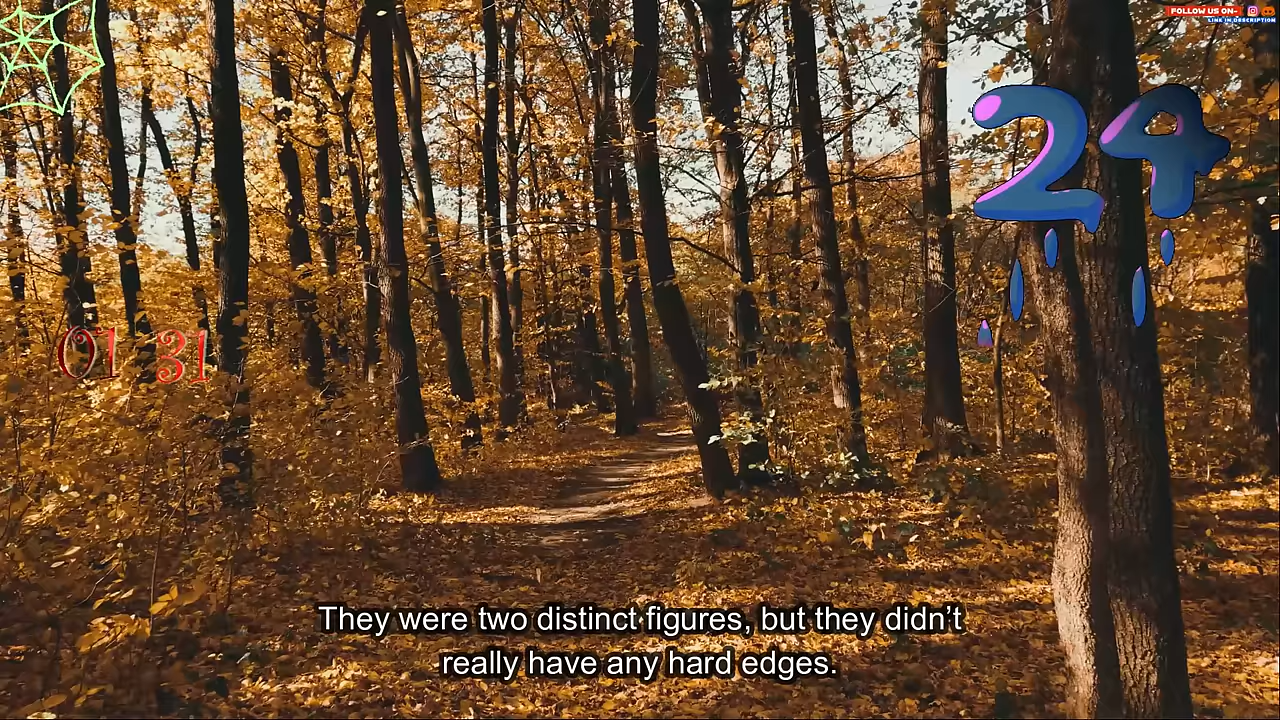 FOLLOW US ON-
LINK IN DESCRIPTION
24
01 31
They were two distinct figures, but they didn't
really have any hard edges.